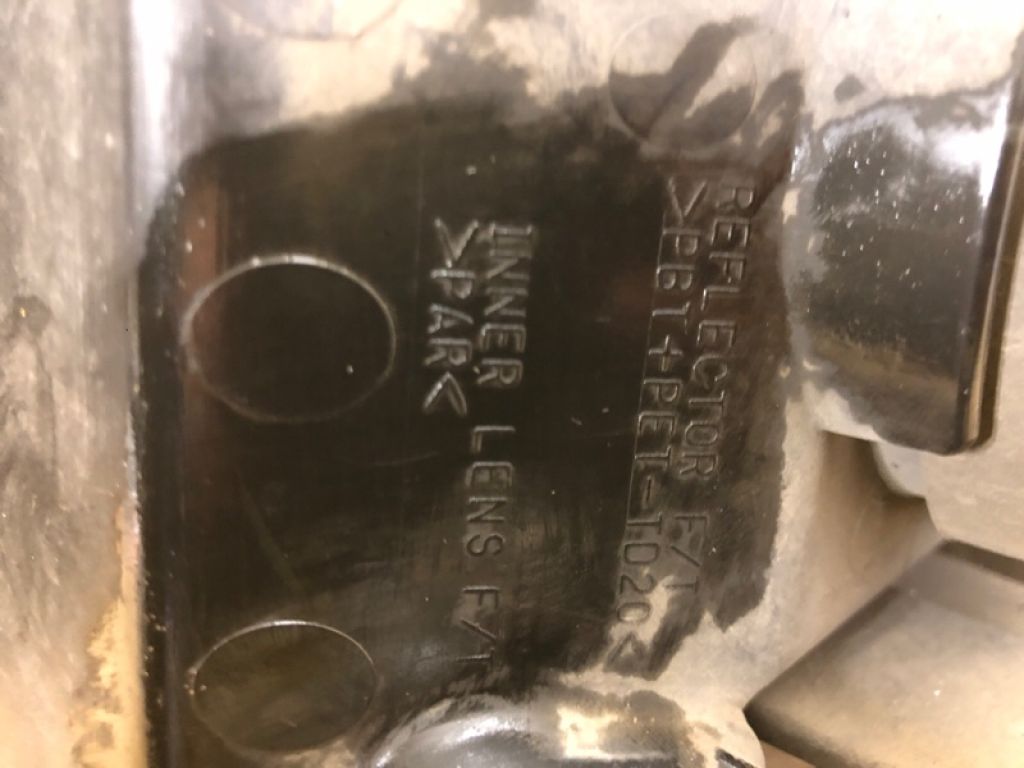 REFLECTOR F/T
>PBT+PET-TD20<
INNER LENS F/T
>PAR<